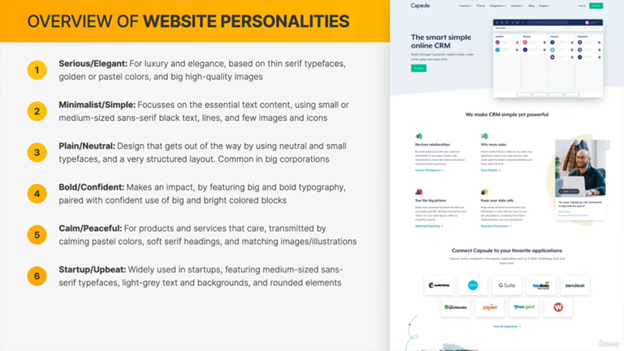 OVERVIEW OF WEBSITE PERSONALITIES
1
Serious/Elegant: For luxury and elegance, based on thin serif typefaces,
golden or pastel colors, and big high-quality images
2
Minimalist/Simple: Focusses on the essential text content, using small or
medium-sized sans-serif black text, lines, and few images and icons
3
Plain/Neutral: Design that gets out of the way by using neutral and small
typefaces, and a very structured layout. Common in big corporations
4
Bold/Confident: Makes an impact, by featuring big and bold typography,
paired with confident use of big and bright colored blocks
5
Calm/Peaceful: For products and services that care, transmitted by
calming pastel colors, soft serif headings, and matching images/illustrations
6
Startup/Upbeat: Widely used in startups, featuring medium-sized sans-
serif typefaces, light-grey text and backgrounds, and rounded elements
Capsule
The smart simple
online CRM
We make CRM simple yet powerful
Nurture relationships
Win more sales
See the big picture
Keep your data safe
Connect Capsule to your favorite applications
mailchimp
G Suite
zendesk
quickbooks
zapier
freeagent
Udemy